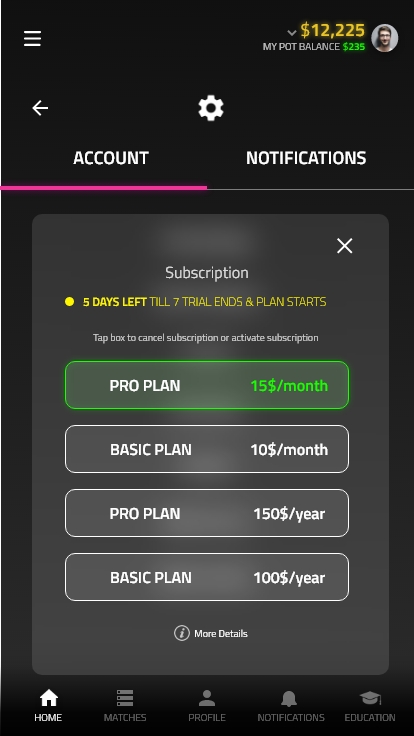 $12,225
MY POT BALANCE $235
ACCOUNT NOTIFICATIONS
Subscription
5 DAYS LEFT TILL 7 TRIAL ENDS & PLAN STARTS
Tap box to cancel subscription or activate subscription
PRO PLAN 15$/month
BASIC PLAN 10$/month
PRO PLAN 150$/year
BASIC PLAN 100$/year
i More Details
HOME MATCHES PROFILE NOTIFICATIONS EDUCATION